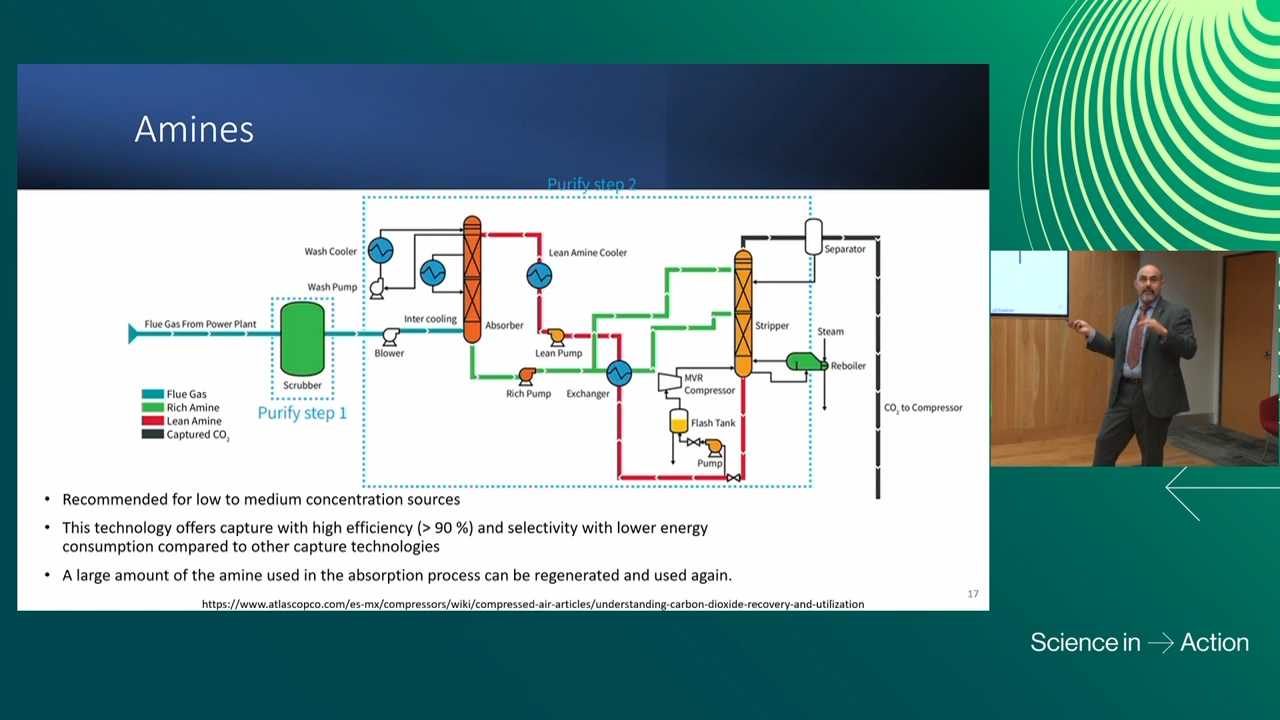 Amines
Purify step 2
Wash Cooler
Lean Amine Cooler
Separator
Wash Pump
Flue Gas From Power Plant
Inter cooling
Absorber
Stripper
Steam
Blower
Lean Pump
Reboiler
Scrubber
Rich Pump
Exchanger
MVR
Compressor
Flue Gas
Rich Amine
Lean Amine
Captured CO₂
Purify step 1
CO₂ to Compressor
Flash Tank
Pump
• Recommended for low to medium concentration sources
• This technology offers capture with high efficiency (> 90 %) and selectivity with lower energy
consumption compared to other capture technologies
• A large amount of the amine used in the absorption process can be regenerated and used again.
17
https://www.atlascopco.com/es-mx/compressors/wiki/compressed-air-articles/understanding-carbon-dioxide-recovery-and-utilization
Science in → Action